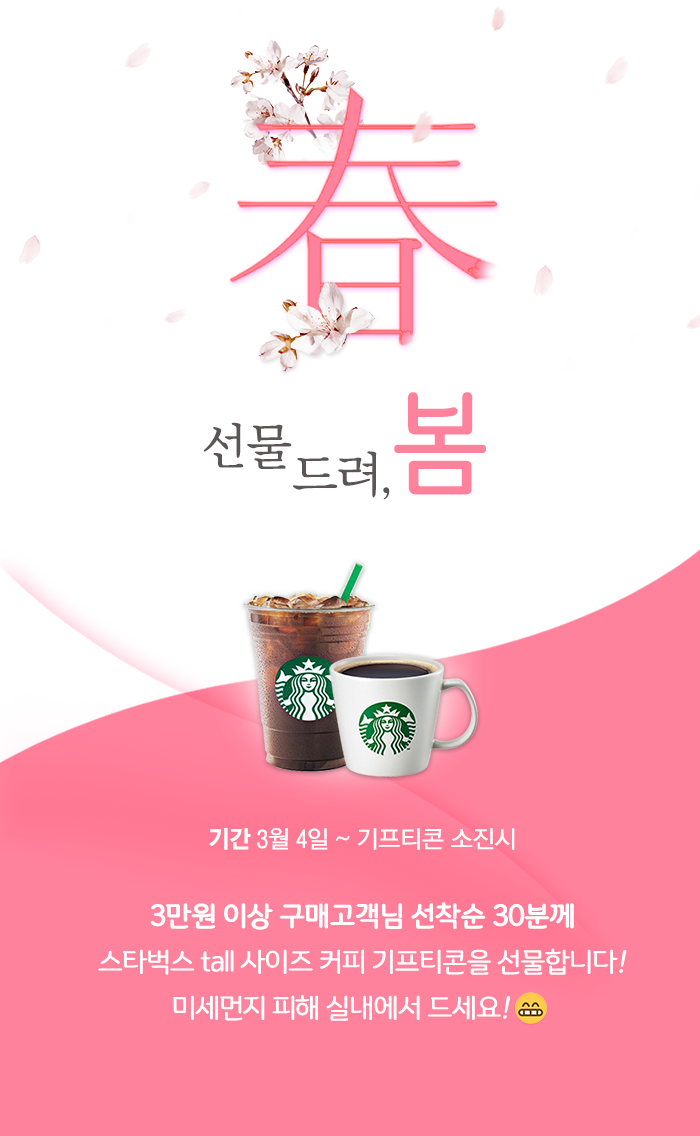 春
선물
드려, 봄
기간 3월 4일 ~ 기프티콘 소진시
3만원 이상 구매고객님 선착순 30분께
스타벅스 tall 사이즈 커피 기프티콘을 선물합니다!
미세먼지 피해 실내에서 드세요! 😁